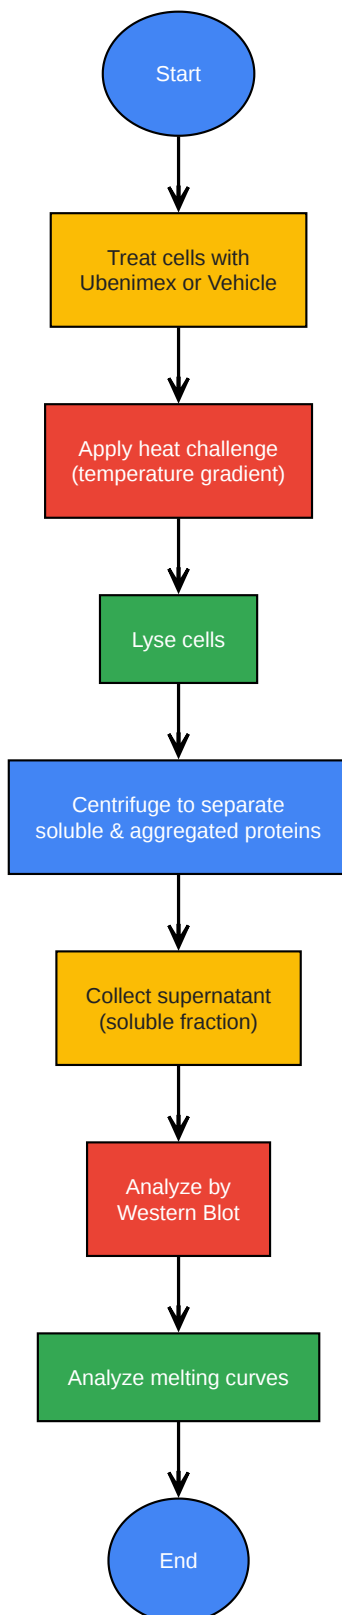 Start
Treat cells with
Ubenimex or Vehicle
Apply heat challenge
(temperature gradient)
Lyse cells
Centrifuge to separate
soluble & aggregated proteins
Collect supernatant
(soluble fraction)
Analyze by
Western Blot
Analyze melting curves
End